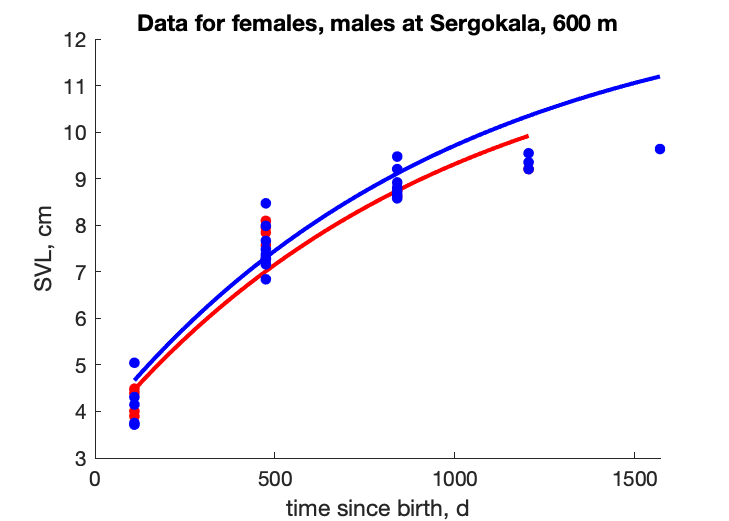 Data for females, males at Sergokala, 600 m
12
11
10
9
8
7
6
5
4
3
SVL, cm
0 500 1000 1500
time since birth, d